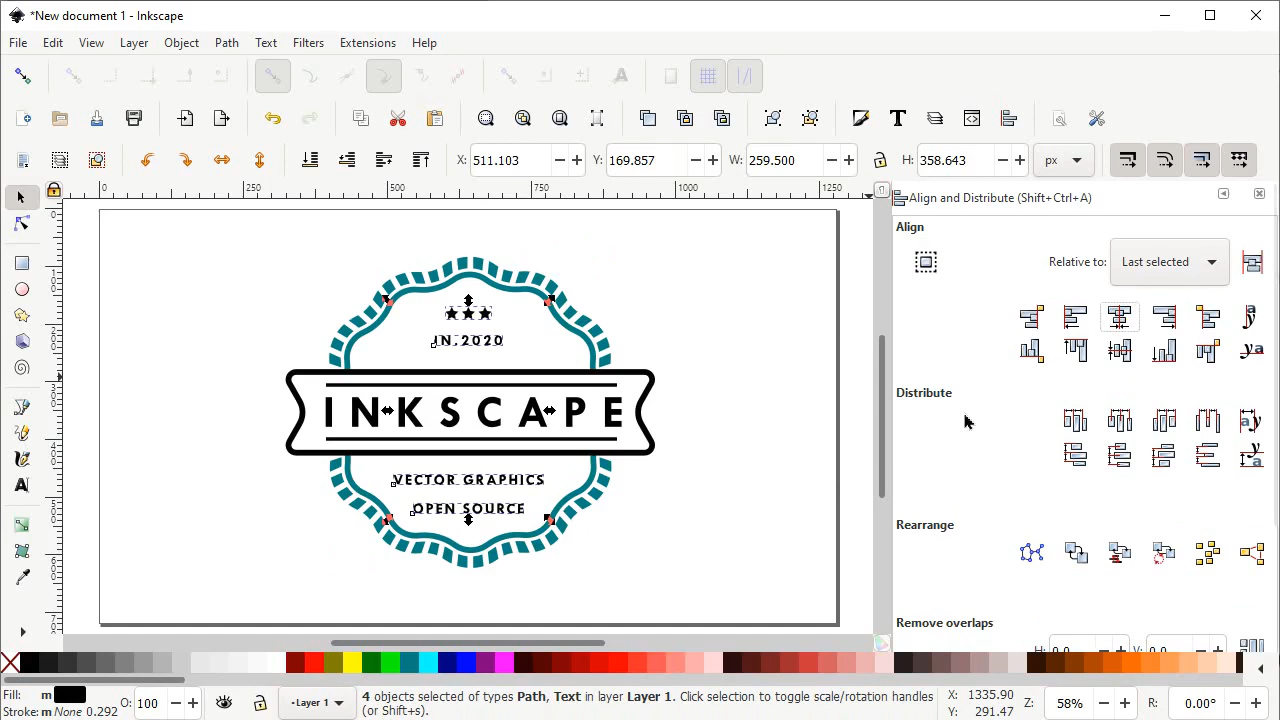 *New document 1 - Inkscape
File Edit View Layer Object Path Text Filters Extensions Help
X: 511.103 Y: 169.857 W: 259.500 H: 358.643 px
0 250 500 750 1000 1250
Align and Distribute (Shift+Ctrl+A)
Align
Relative to: Last selected
IN 2020
INKSCAPE
VECTOR GRAPHICS
OPEN SOURCE
Distribute
Rearrange
Remove overlaps
H: 0.0 V: 0.0
Fill: m
Stroke: m None 0.292
O: 100
Layer 1
4 objects selected of types Path, Text in layer Layer 1. Click selection to toggle scale/rotation handles (or Shift+s).
X: 1335.90
Y: 291.47
Z: 58%
R: 0.00°